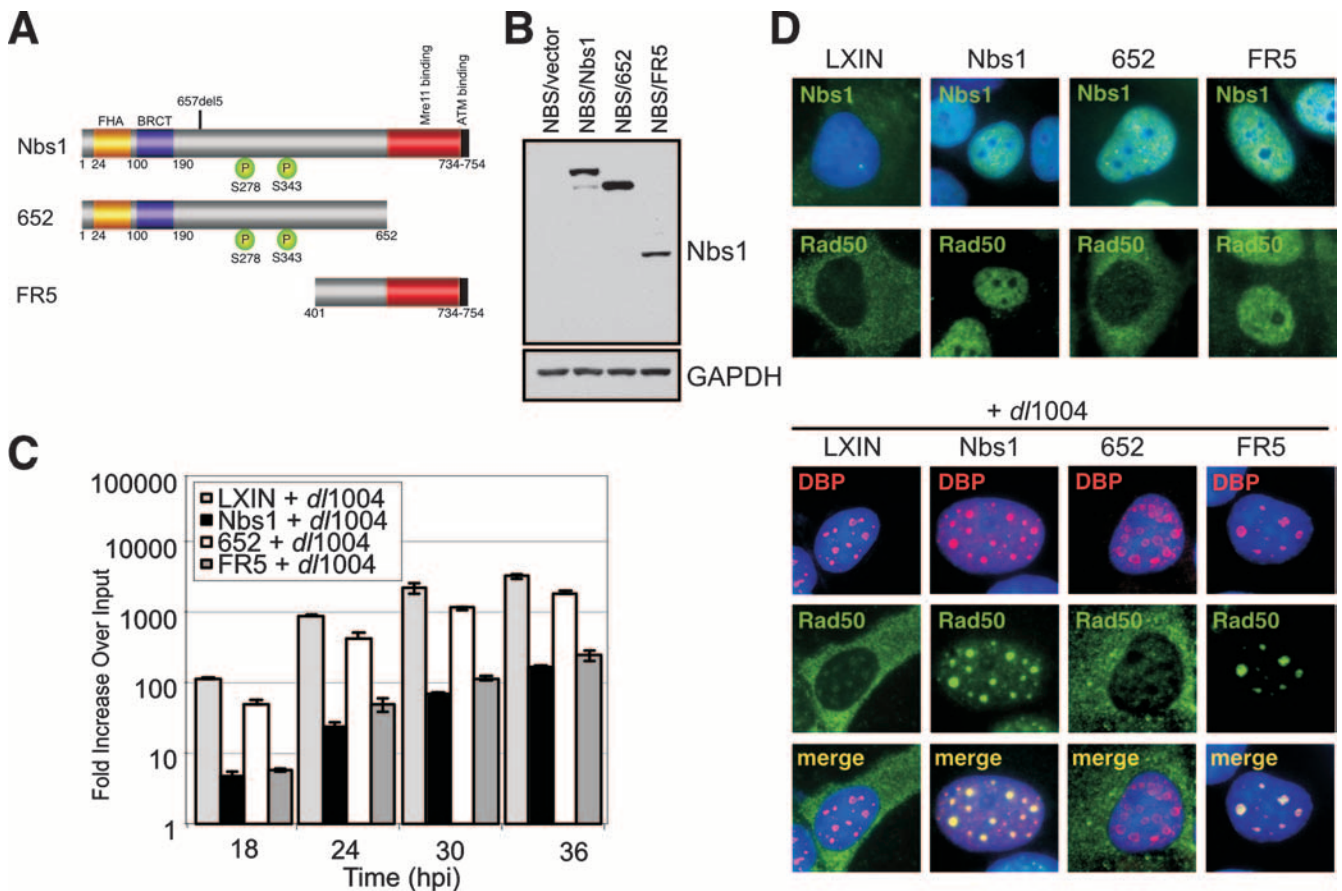 A
657del5
FHA
BRCT
Mre11 binding
ATM binding
Nbs1
1 24 100 190 734-754
P P
S278 S343
652
1 24 100 190 652
P P
S278 S343
FR5
401 734-754
B
NBS/vector
NBS/Nbs1
NBS/652
NBS/FR5
Nbs1
GAPDH
C
Fold Increase Over Input
100000
10000
1000
100
10
1
LXIN + dl1004
Nbs1 + dl1004
652 + dl1004
FR5 + dl1004
18 24 30 36
Time (hpi)
D
LXIN Nbs1 652 FR5
Nbs1 Nbs1 Nbs1 Nbs1
Rad50 Rad50 Rad50 Rad50
+ dl1004
LXIN Nbs1 652 FR5
DBP DBP DBP DBP
Rad50 Rad50 Rad50 Rad50
merge merge merge merge